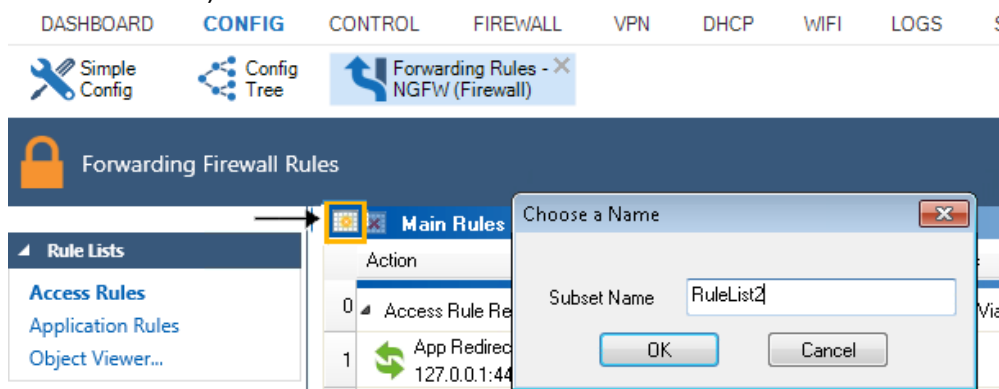 DASHBOARD CONFIG CONTROL FIREWALL VPN DHCP WIFI LOGS
Simple Config
Config Tree
Forwarding Rules - NGFW (Firewall)
Forwarding Firewall Rules
Main Rules
Choose a Name
Rule Lists
Action
Access Rules
Application Rules
Object Viewer...
Subset Name RuleList2
OK Cancel
0 Access Rule Re
Via
1 App Redirec
127.0.0.1:44